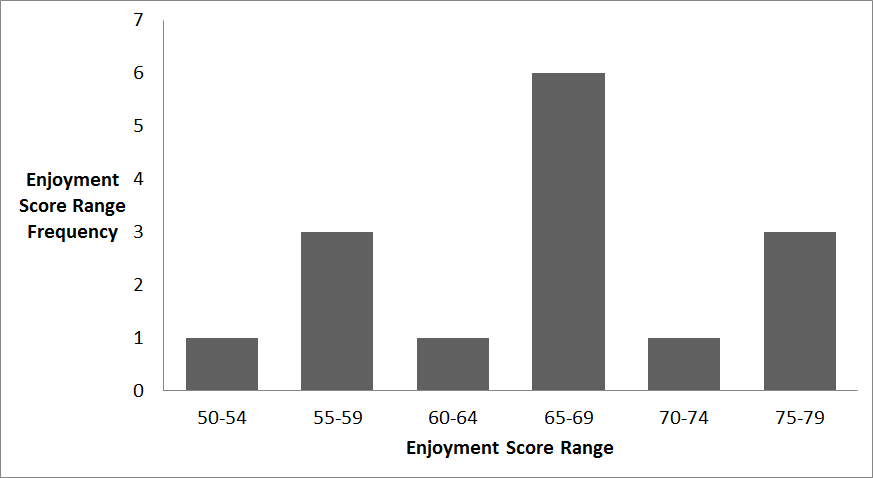 7
6
5
4
3
2
1
0
Enjoyment
Score Range
Frequency
50-54 55-59 60-64 65-69 70-74 75-79
Enjoyment Score Range